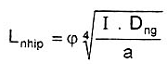 L_nhip = φ ⁴√(I . D_ng / a)